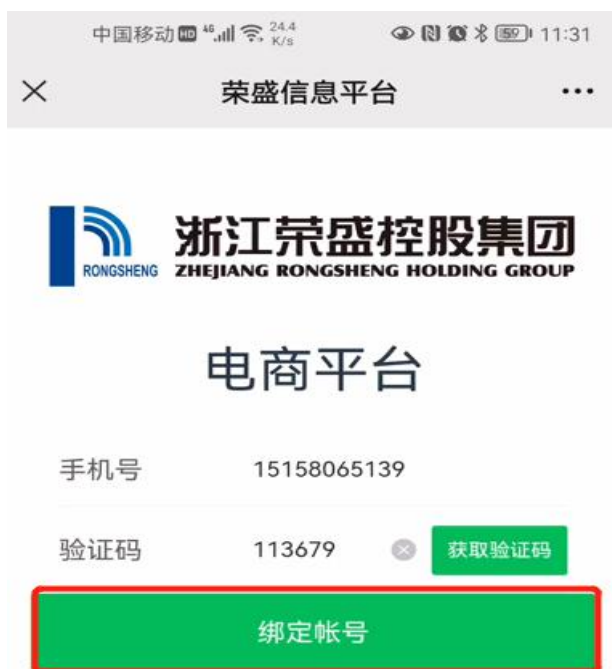 中国移动 HD 46 24.4 K/s 59 11:31
荣盛信息平台
浙江荣盛控股集团
RONGSHENG ZHEJIANG RONGSHENG HOLDING GROUP
电商平台
手机号 15158065139
验证码 113679 获取验证码
绑定帐号